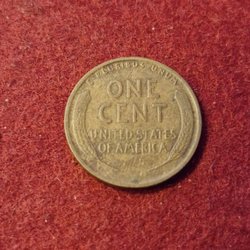 E PLURIBUS UNUM
ONE
CENT
UNITED STATES
OF AMERICA